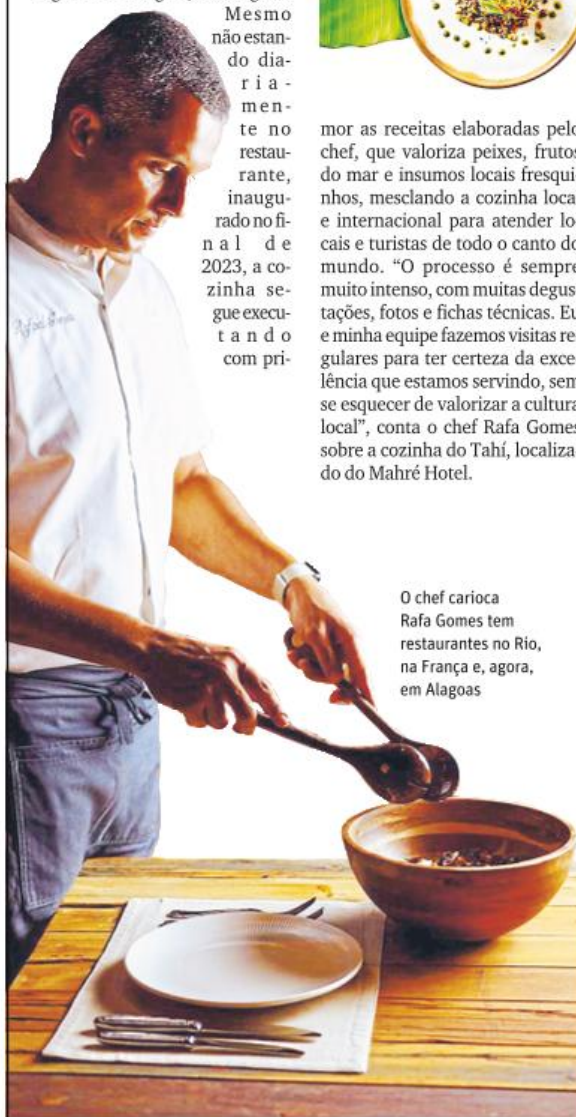 Mesmo
não estan-
do dia-
ria-
men-
te no
restau-
rante,
inaugu-
rado no fi-
nal de
2023, a co-
zinha se-
gue execu-
tando
com pri-
mor as receitas elaboradas pelo
chef, que valoriza peixes, frutos
do mar e insumos locais fresqui-
nhos, mesclando a cozinha local
e internacional para atender lo-
cais e turistas de todo o canto do
mundo. “O processo é sempre
muito intenso, com muitas degus-
tações, fotos e fichas técnicas. Eu
e minha equipe fazemos visitas re-
gulares para ter certeza da exce-
lência que estamos servindo, sem
se esquecer de valorizar a cultura
local”, conta o chef Rafa Gomes
sobre a cozinha do Tahí, localiza-
do do Mahré Hotel.
O chef carioca
Rafa Gomes tem
restaurantes no Rio,
na França e, agora,
em Alagoas